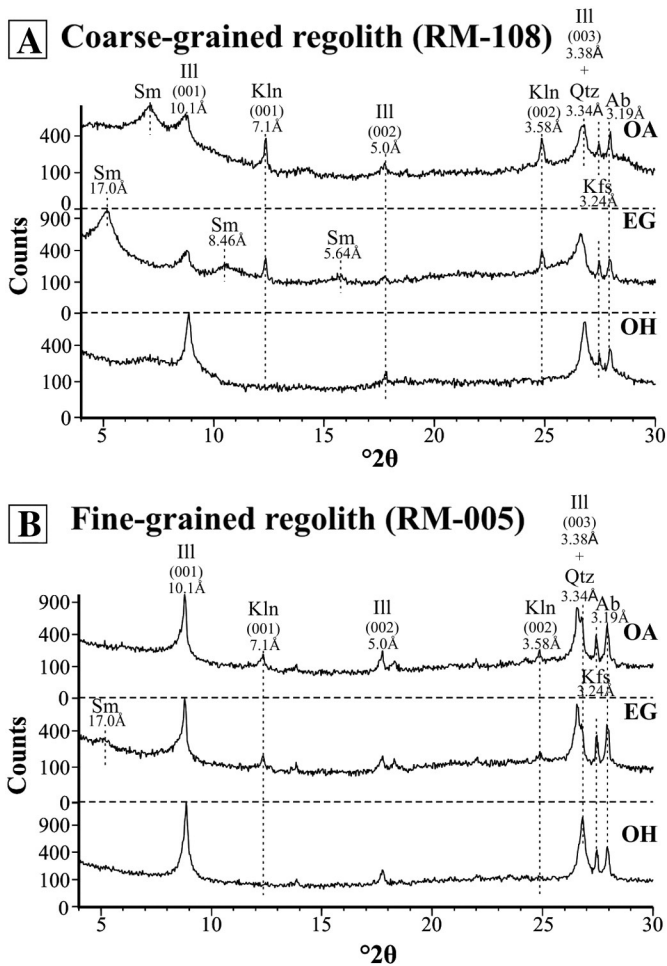 A Coarse-grained regolith (RM-108)
Ill
(003)
3.38Å
+
Qtz
3.34Å
Sm
Ill
(001)
10.1Å
Kln
(001)
7.1Å
Ill
(002)
5.0Å
Kln
(002)
3.58Å
Ab
3.19Å
OA
400
100
0
Sm
17.0Å
Sm
8.46Å
Sm
5.64Å
Kfs
3.24Å
EG
900
400
100
0
OH
400
100
0
Counts
5 10 15 20 25 30
°2θ
B Fine-grained regolith (RM-005)
Ill
(003)
3.38Å
+
Qtz
3.34Å
Ill
(001)
10.1Å
Kln
(001)
7.1Å
Ill
(002)
5.0Å
Kln
(002)
3.58Å
Ab
3.19Å
OA
900
400
100
0
Sm
17.0Å
Kfs
3.24Å
EG
400
100
0
OH
900
400
100
0
Counts
5 10 15 20 25 30
°2θ